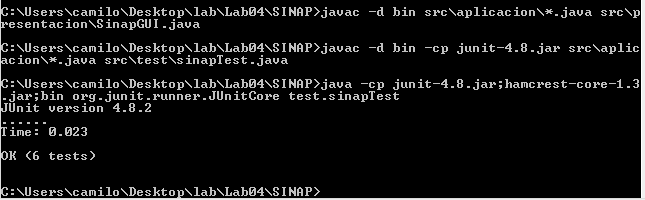 C:\Users\camilo\Desktop\lab\Lab04\SINAP>javac -d bin src\aplicacion\*.java src\p
resentacion\SinapGUI.java
C:\Users\camilo\Desktop\lab\Lab04\SINAP>javac -d bin -cp junit-4.8.jar src\aplic
acion\*.java src\test\sinapTest.java
C:\Users\camilo\Desktop\lab\Lab04\SINAP>java -cp junit-4.8.jar;hamcrest-core-1.3
.jar;bin org.junit.runner.JUnitCore test.sinapTest
JUnit version 4.8.2
......
Time: 0.023
OK (6 tests)
C:\Users\camilo\Desktop\lab\Lab04\SINAP>